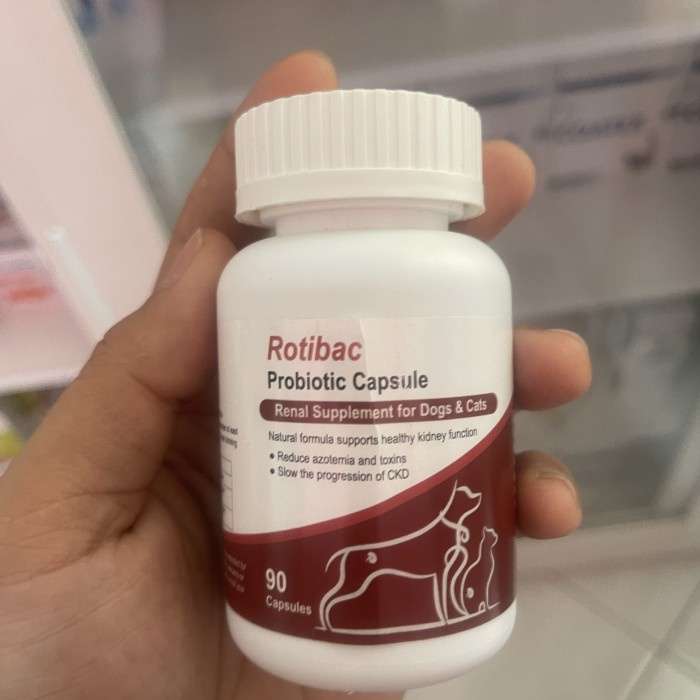 Rotibac
Probiotic Capsule
Renal Supplement for Dogs & Cats
Natural formula supports healthy kidney function
• Reduce azotemia and toxins
• Slow the progression of CKD
90
Capsules